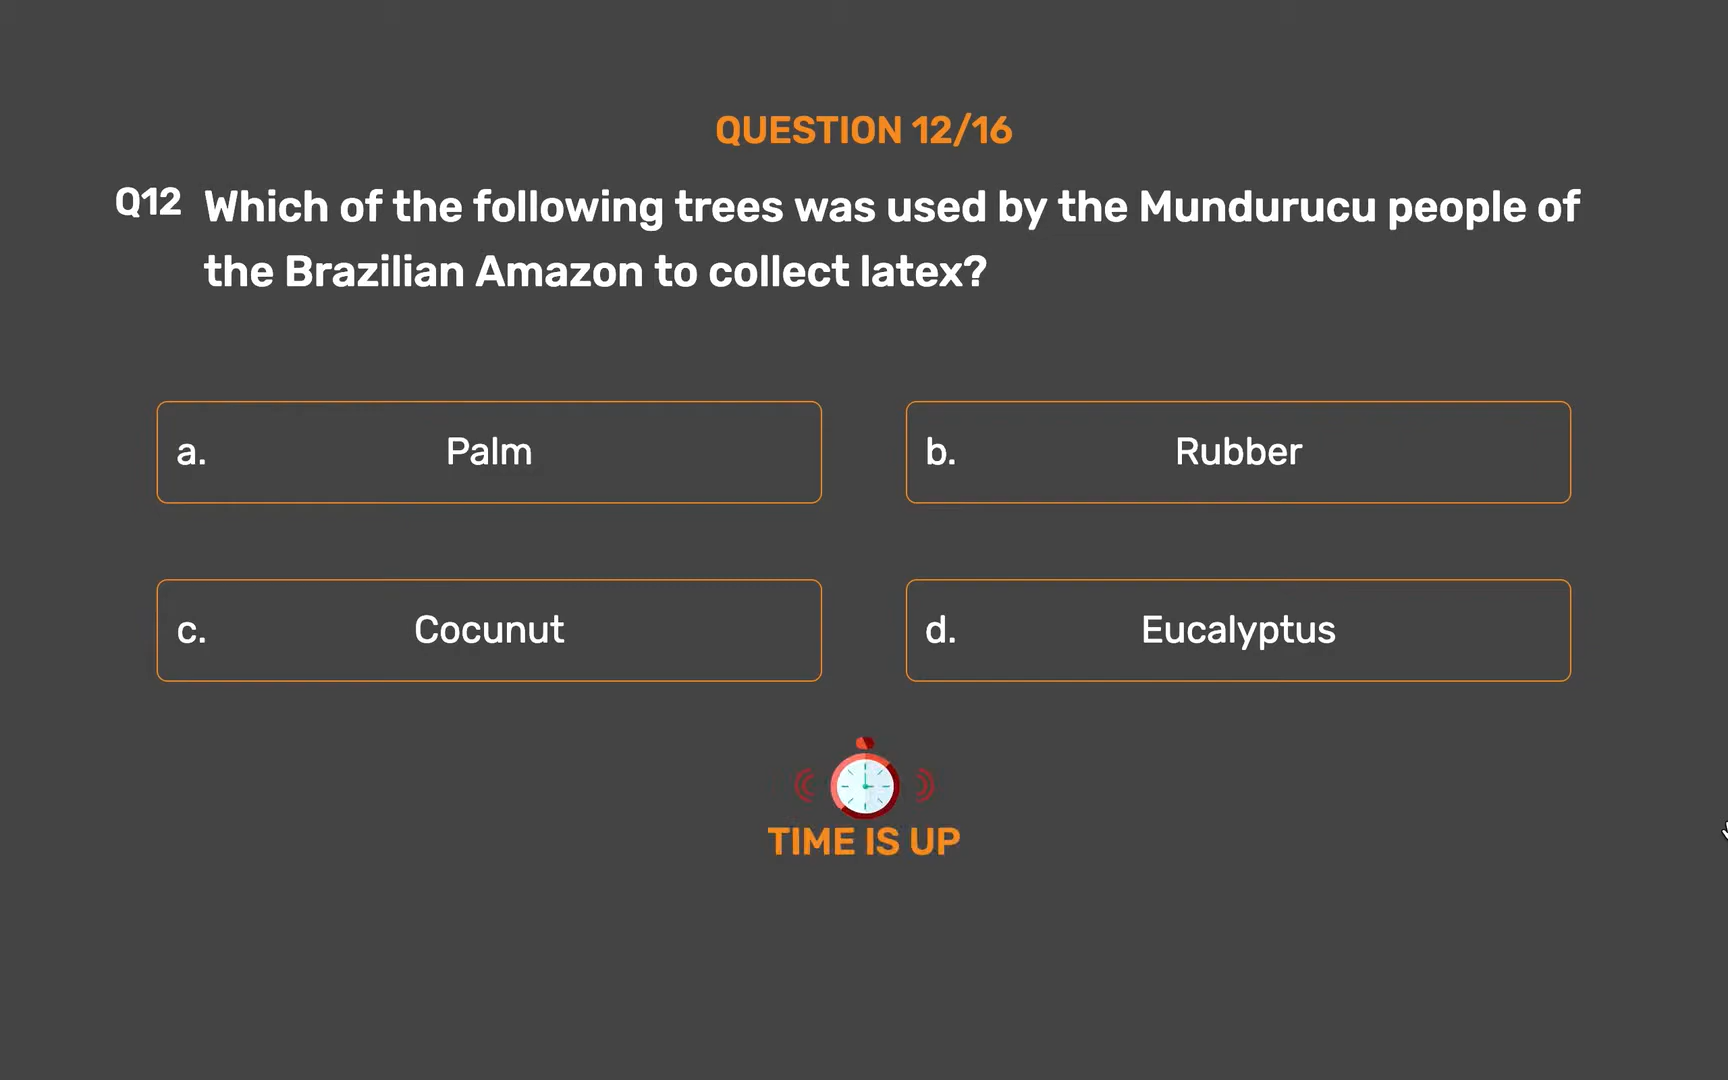 QUESTION 12/16
Q12 Which of the following trees was used by the Mundurucu people of
the Brazilian Amazon to collect latex?
a. Palm
b. Rubber
c. Cocunut
d. Eucalyptus
TIME IS UP